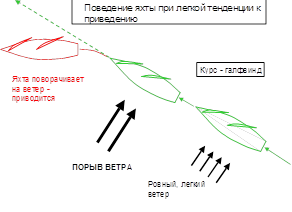 Поведение яхты при легкой тенденции к
приведению
Курс - галфвинд
Яхта поворачивает
на ветер -
приводится
ПОРЫВ ВЕТРА
Ровный, легкий
ветер